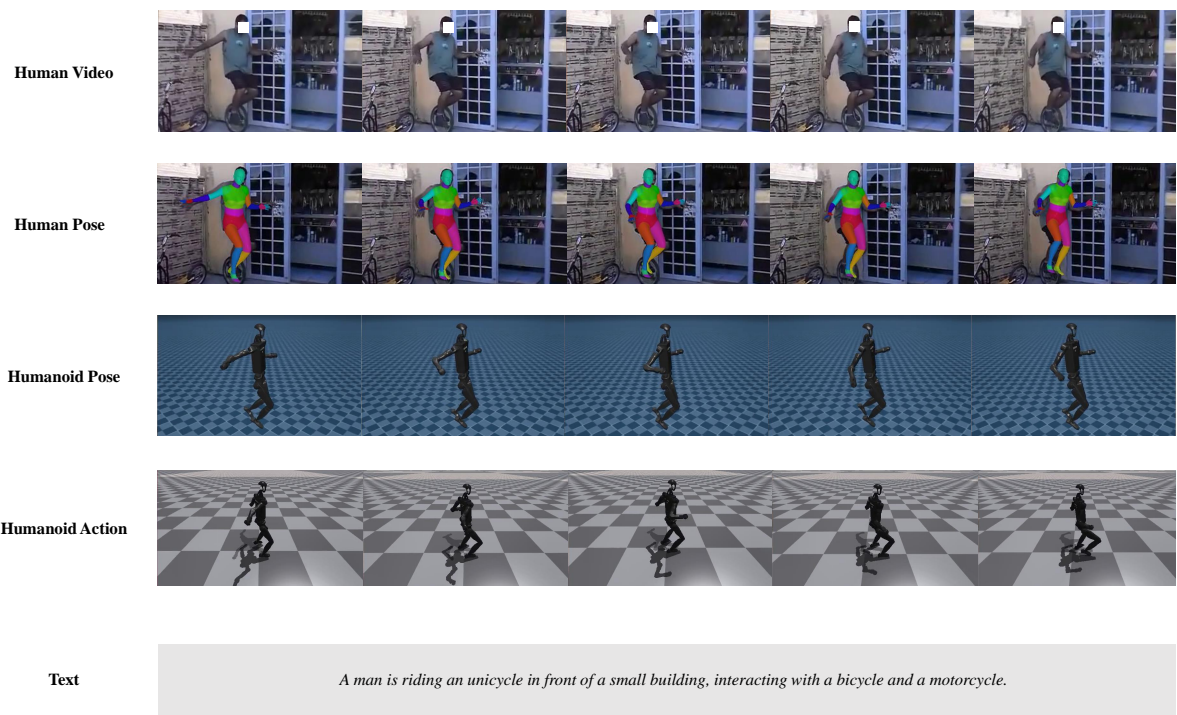 Human Video
Human Pose
Humanoid Pose
Humanoid Action
Text
A man is riding an unicycle in front of a small building, interacting with a bicycle and a motorcycle.